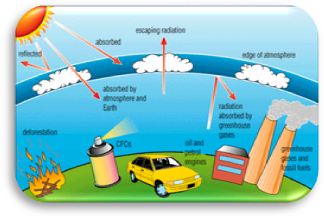 escaping radiation
reflected
absorbed
edge of atmosphere
absorbed by
atmosphere and
Earth
radiation
absorbed by
greenhouse
gases
deforestation
CFCs
oil and
petrol
engines
greenhouse
gases and
fossil fuels